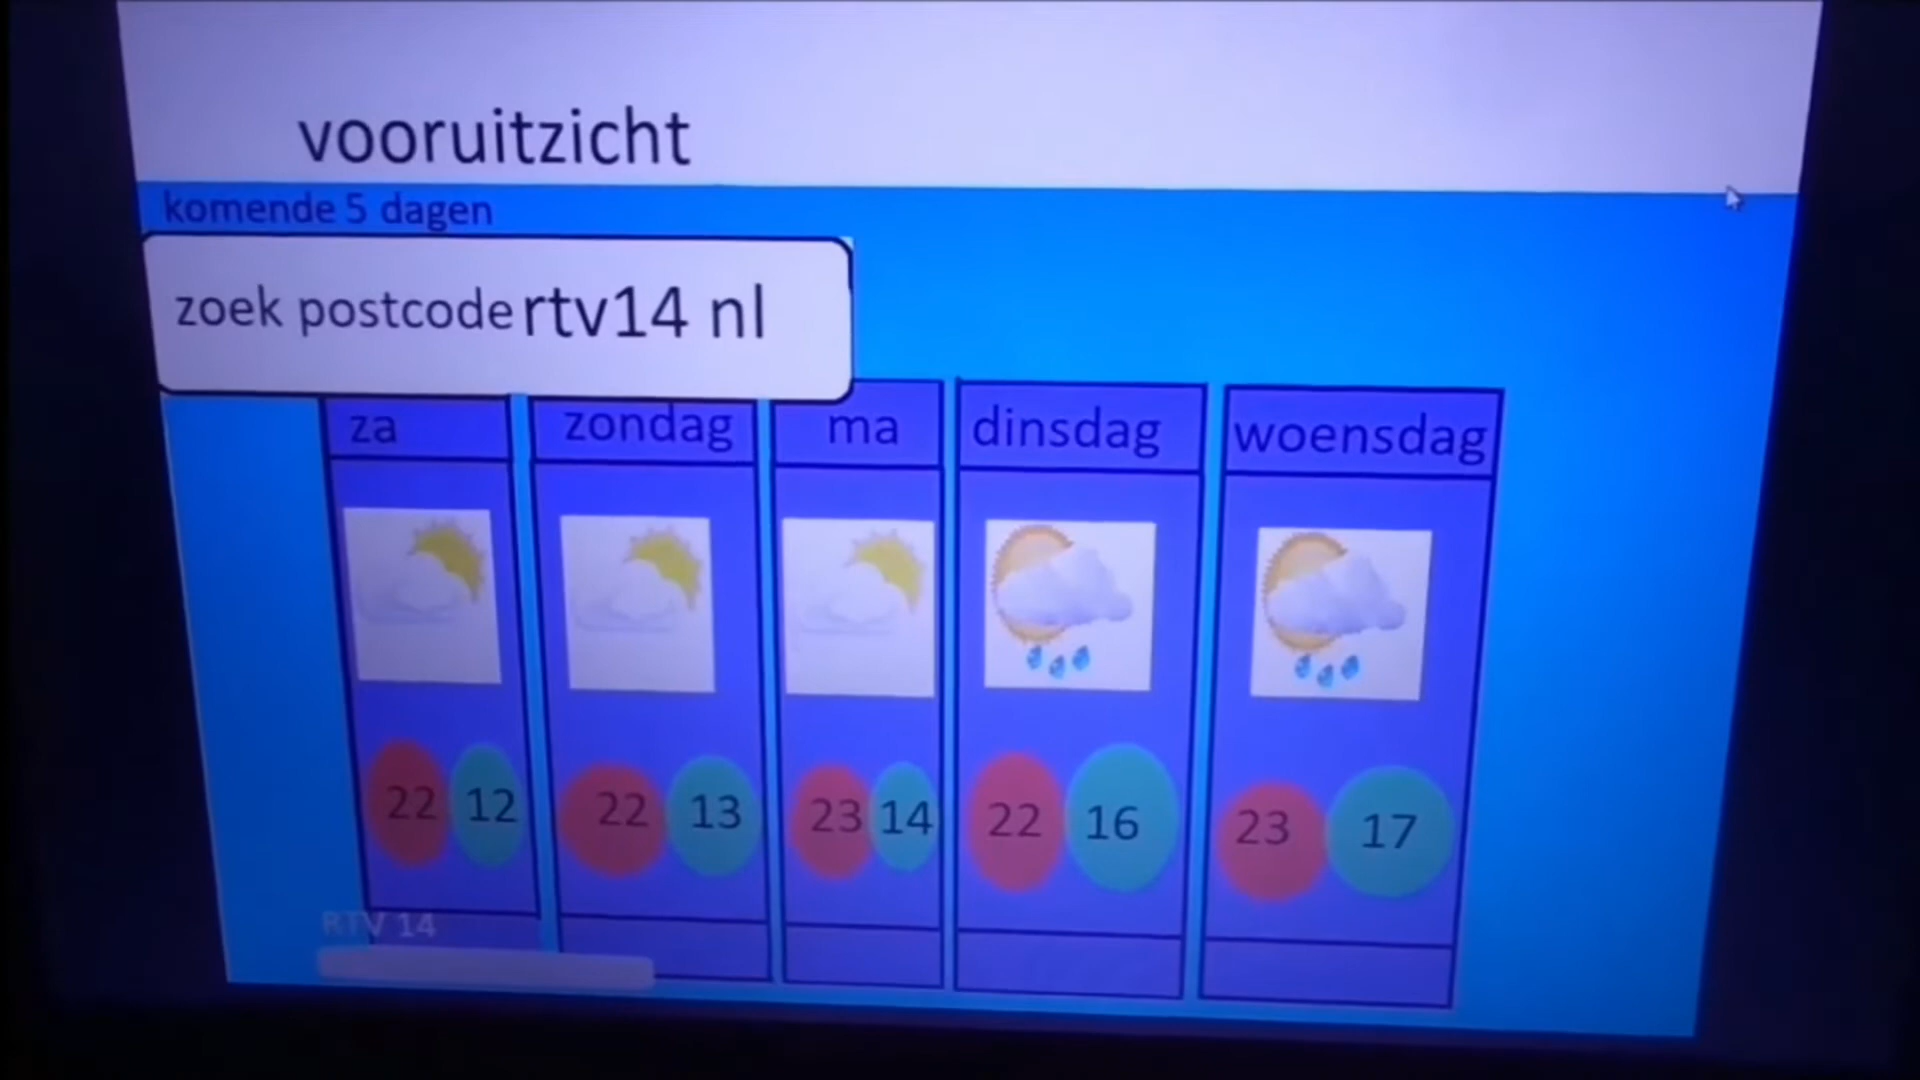 vooruitzicht
komende 5 dagen
zoek postcode rtv14 nl
za zondag ma dinsdag woensdag
22 12 22 13 23 14 22 16 23 17
RTV 14